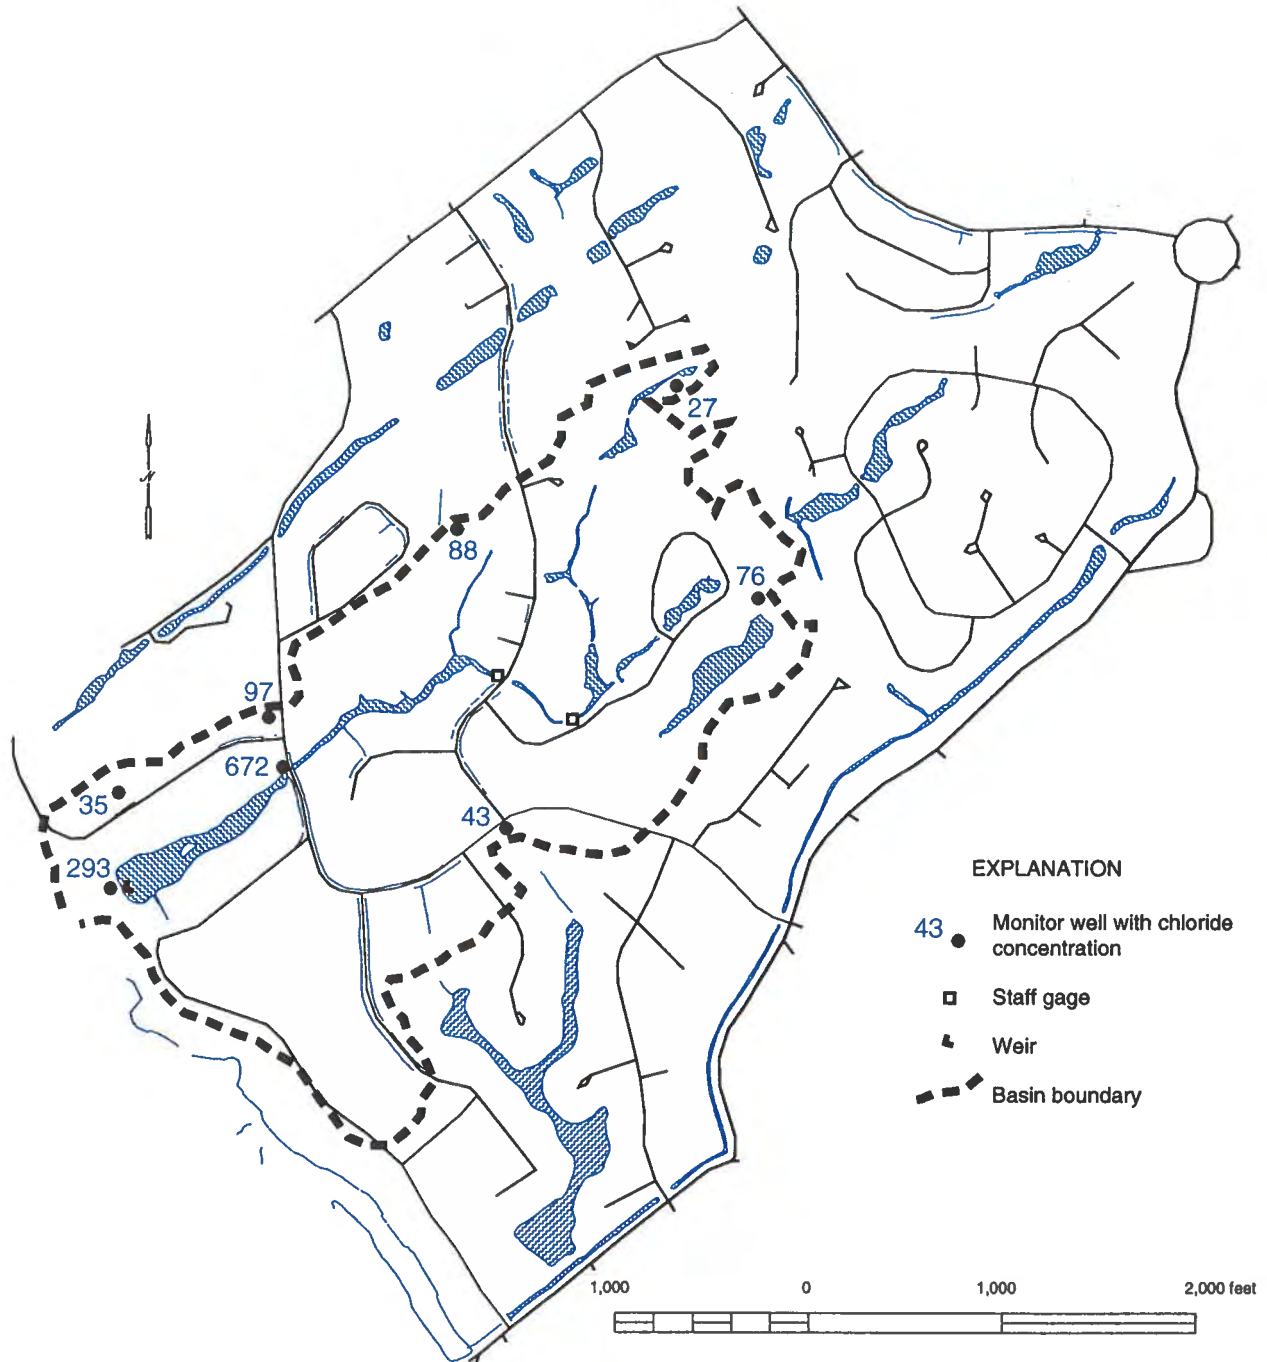 27
88
76
97
672
35
43
293
N
EXPLANATION
43
Monitor well with chloride
concentration
Staff gage
Weir
Basin boundary
1,000 0 1,000 2,000 feet